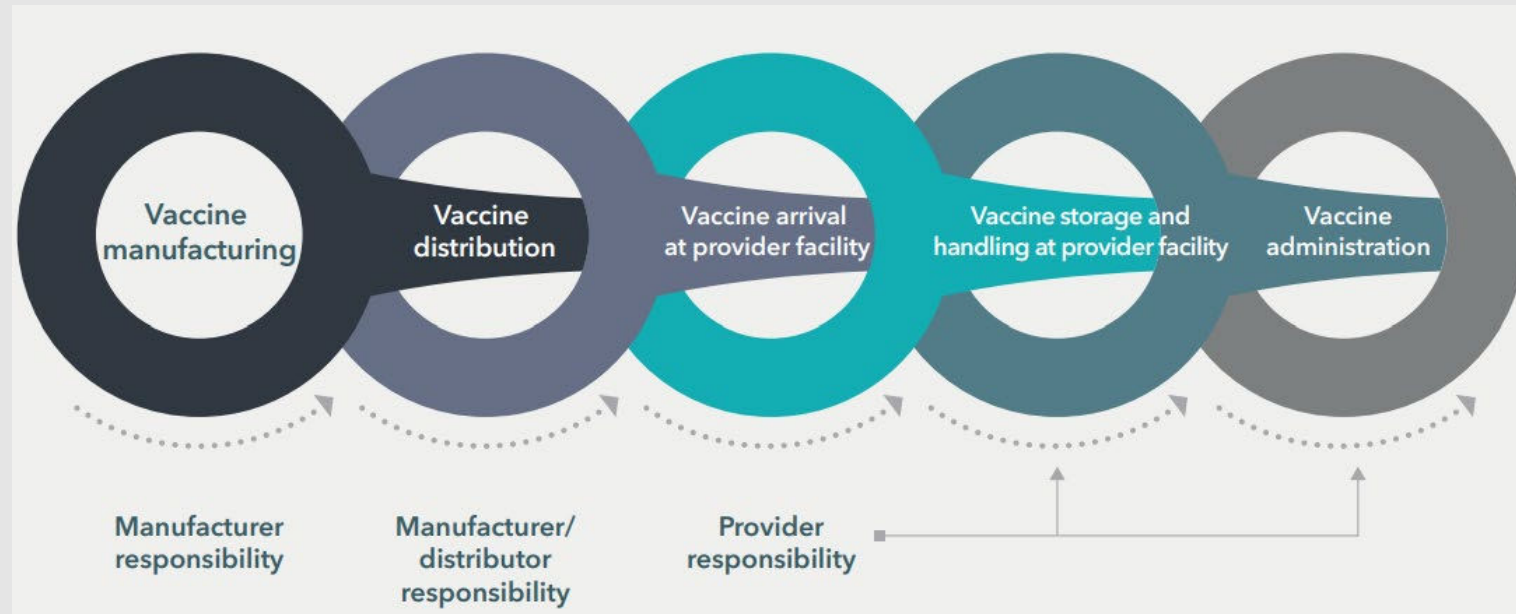 Vaccine
manufacturing
Vaccine
distribution
Vaccine arrival
at provider facility
Vaccine storage and
handling at provider facility
Vaccine
administration
Manufacturer
responsibility
Manufacturer/
distributor
responsibility
Provider
responsibility